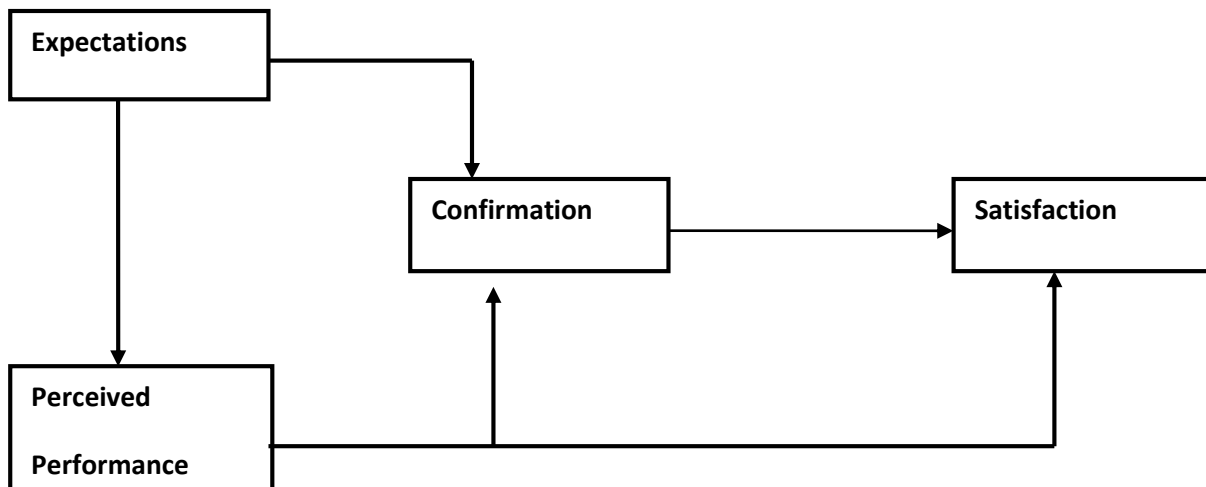 Expectations
Confirmation
Satisfaction
Perceived
Performance